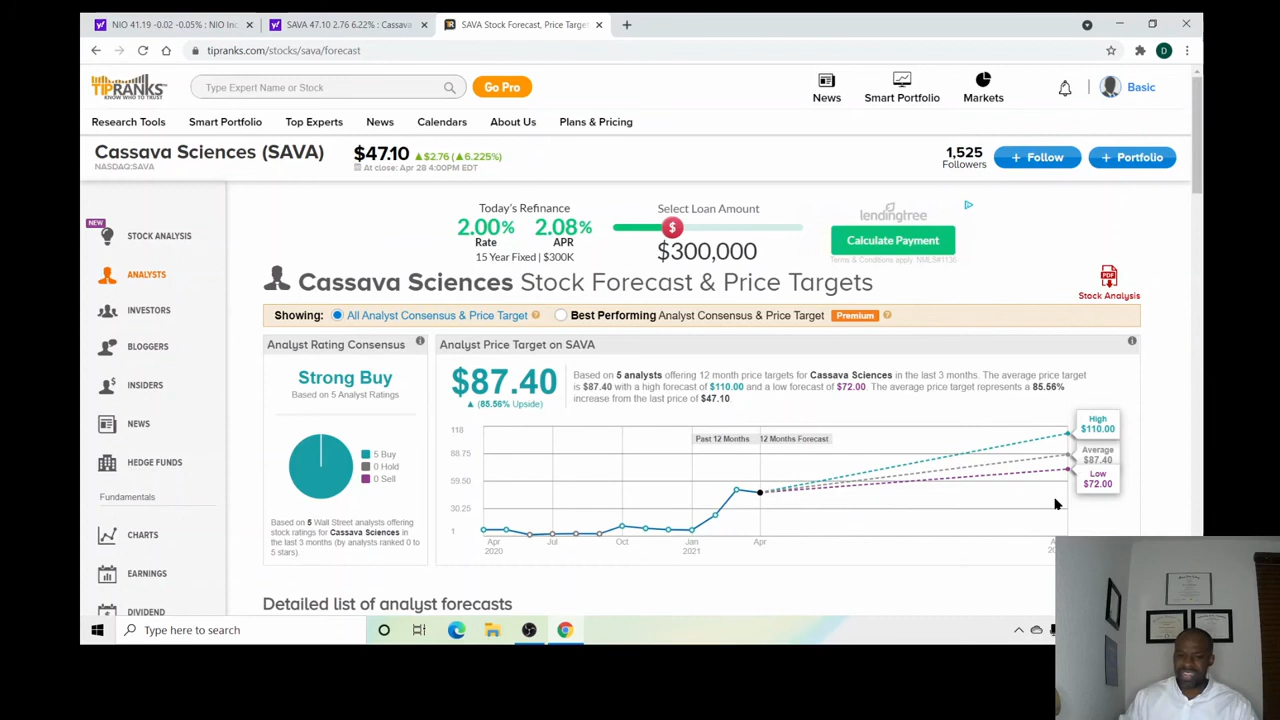 NIO 41.19 -0.02 -0.05% : NIO Inc.
SAVA 47.10 2.76 6.22% : Cassava
SAVA Stock Forecast, Price Target
tipranks.com/stocks/sava/forecast
D
TIPRANKS
KNOW WHO TO TRUST
Type Expert Name or Stock
Go Pro
News
Smart Portfolio
Markets
Basic
Research Tools
Smart Portfolio
Top Experts
News
Calendars
About Us
Plans & Pricing
Cassava Sciences (SAVA)
NASDAQ:SAVA
$47.10 ▲$2.76 (▲6.225%)
At close: Apr 28 4:00PM EDT
1,525
Followers
+ Follow
+ Portfolio
Today's Refinance
2.00% 2.08%
Rate APR
15 Year Fixed | $300K
Select Loan Amount
$
$300,000
lendingtree
Calculate Payment
Terms & Conditions apply. NMLS#1136
NEW
STOCK ANALYSIS
ANALYSTS
INVESTORS
BLOGGERS
INSIDERS
NEWS
HEDGE FUNDS
Fundamentals
CHARTS
EARNINGS
DIVIDEND
Cassava Sciences Stock Forecast & Price Targets
PDF
Stock Analysis
Showing: All Analyst Consensus & Price Target Best Performing Analyst Consensus & Price Target Premium
Analyst Rating Consensus
Strong Buy
Based on 5 Analyst Ratings
5 Buy
0 Hold
0 Sell
Based on 5 Wall Street analysts offering
stock ratings for Cassava Sciences in
the last 3 months (by analysts ranked 0 to
5 stars)
Analyst Price Target on SAVA
$87.40
▲ (85.56% Upside)
Based on 5 analysts offering 12 month price targets for Cassava Sciences in the last 3 months. The average price target
is $87.40 with a high forecast of $110.00 and a low forecast of $72.00. The average price target represents a 85.56%
increase from the last price of $47.10
118
88.75
59.50
30.25
1
Past 12 Months
12 Months Forecast
High
$110.00
Average
$87.40
Low
$72.00
Apr
2020
Jul
Oct
Jan
2021
Apr
Detailed list of analyst forecasts
Type here to search